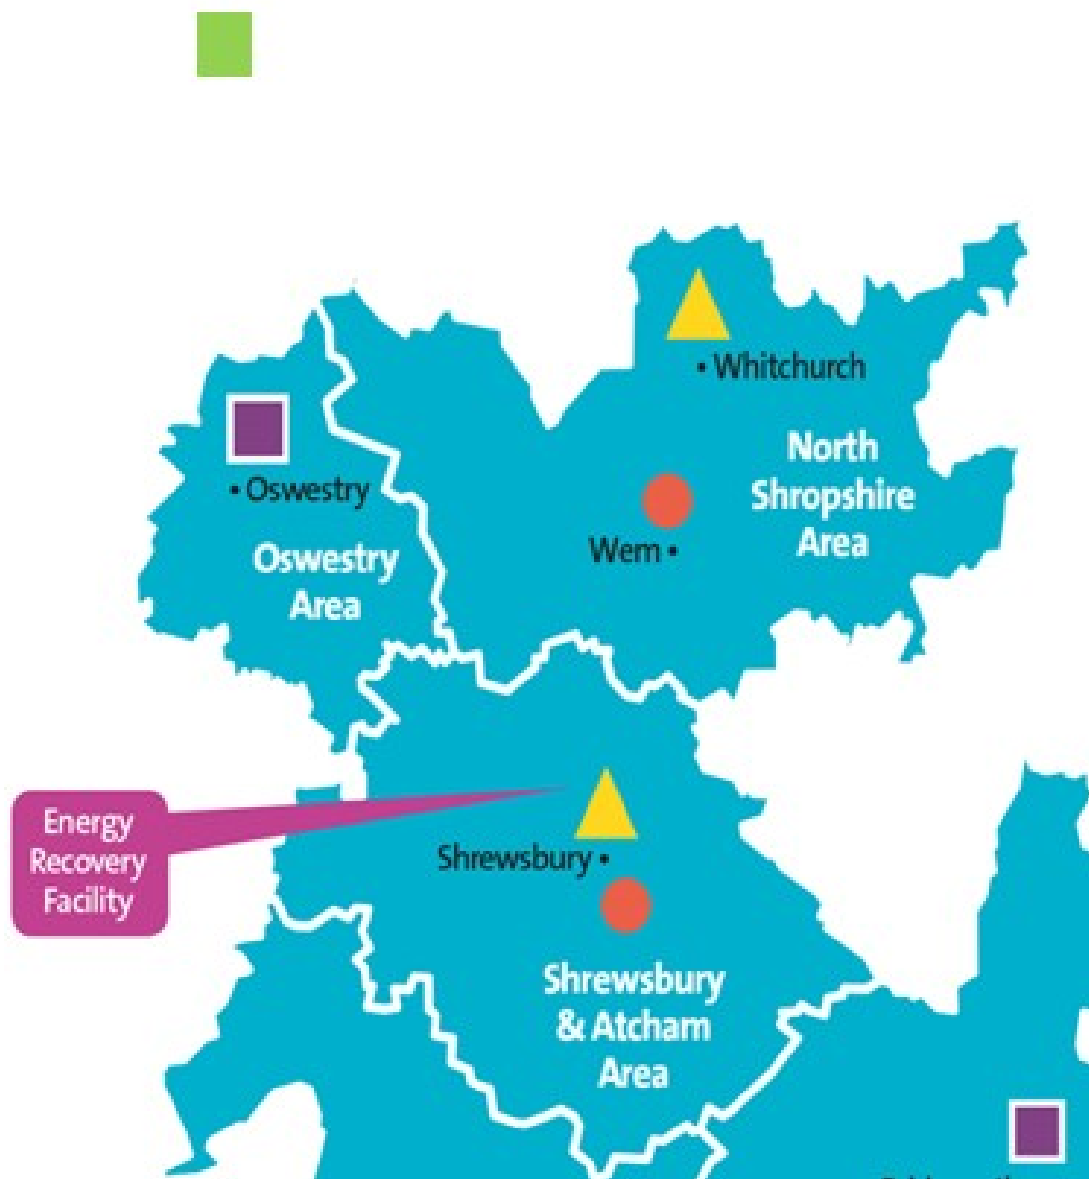 Whitchurch
North
Shropshire
Area
Oswestry
Wem
Oswestry
Area
Energy
Recovery
Facility
Shrewsbury
Shrewsbury
& Atcham
Area